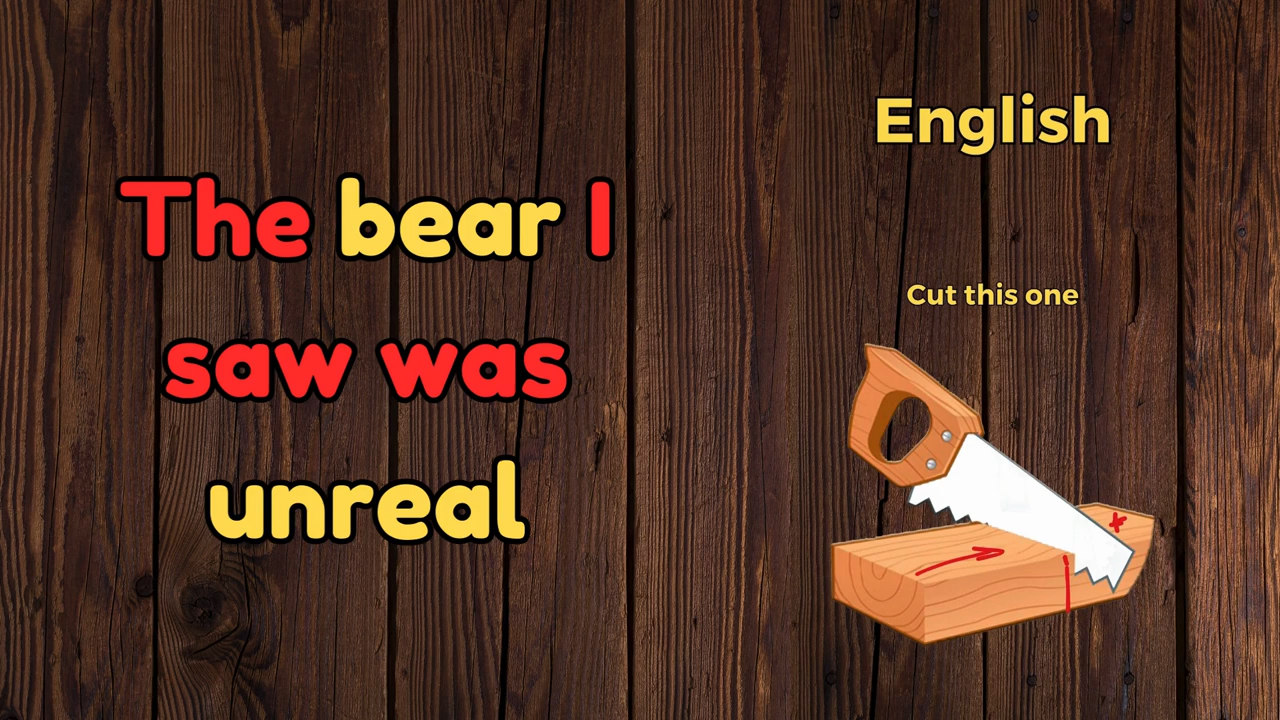 The bear I
saw was
unreal
English
Cut this one